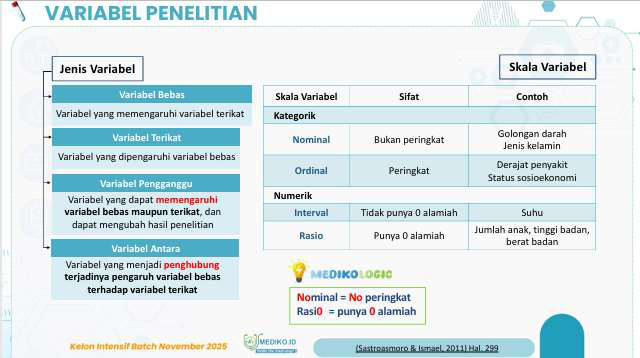 VARIABEL PENELITIAN
Jenis Variabel
Variabel Bebas
Variabel yang memengaruhi variabel terikat
Variabel Terikat
Variabel yang dipengaruhi variabel bebas
Variabel Pengganggu
Variabel yang dapat memengaruhi
variabel bebas maupun terikat, dan
dapat mengubah hasil penelitian
Variabel Antara
Variabel yang menjadi penghubung
terjadinya pengaruh variabel bebas
terhadap variabel terikat
Skala Variabel
Skala Variabel Sifat Contoh
Kategorik
Nominal Bukan peringkat Golongan darah
Jenis kelamin
Ordinal Peringkat Derajat penyakit
Status sosioekonomi
Numerik
Interval Tidak punya 0 alamiah Suhu
Rasio Punya 0 alamiah Jumlah anak, tinggi badan,
berat badan
MEDIKOLOGIC
Nominal = No peringkat
Rasi0 = punya 0 alamiah
Kelon Intensif Batch November 2025
MEDIKO.ID
(Sastroasmoro & Ismael, 2011) Hal. 299